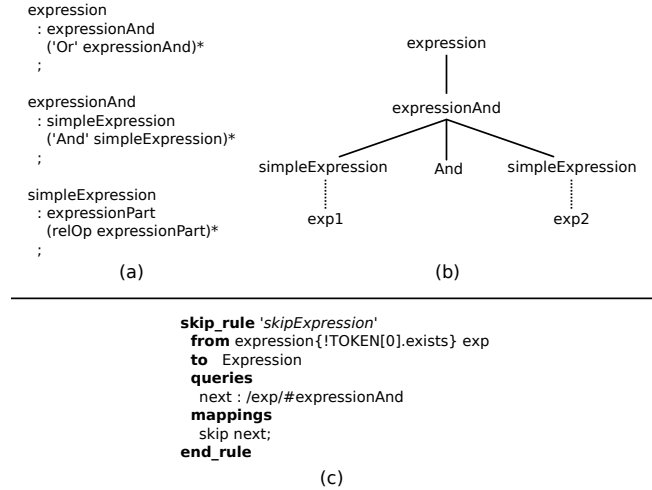 expression
: expressionAnd
('Or' expressionAnd)*
;
expressionAnd
: simpleExpression
('And' simpleExpression)*
;
simpleExpression
: expressionPart
(relOp expressionPart)*
;
(a)
expression
expressionAnd
simpleExpression And simpleExpression
exp1 exp2
(b)
skip_rule 'skipExpression'
from expression{!TOKEN[0].exists} exp
to Expression
queries
next : /exp/#expressionAnd
mappings
skip next;
end_rule
(c)